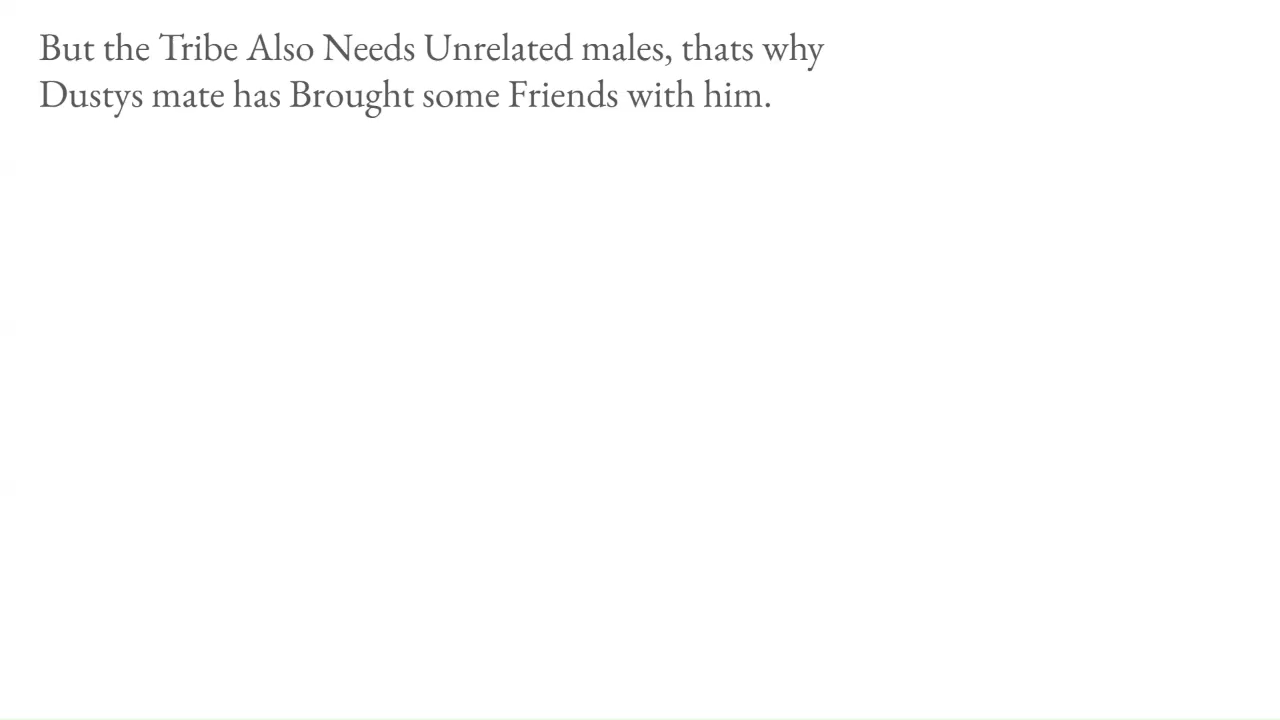 But the Tribe Also Needs Unrelated males, thats why
Dustys mate has Brought some Friends with him.